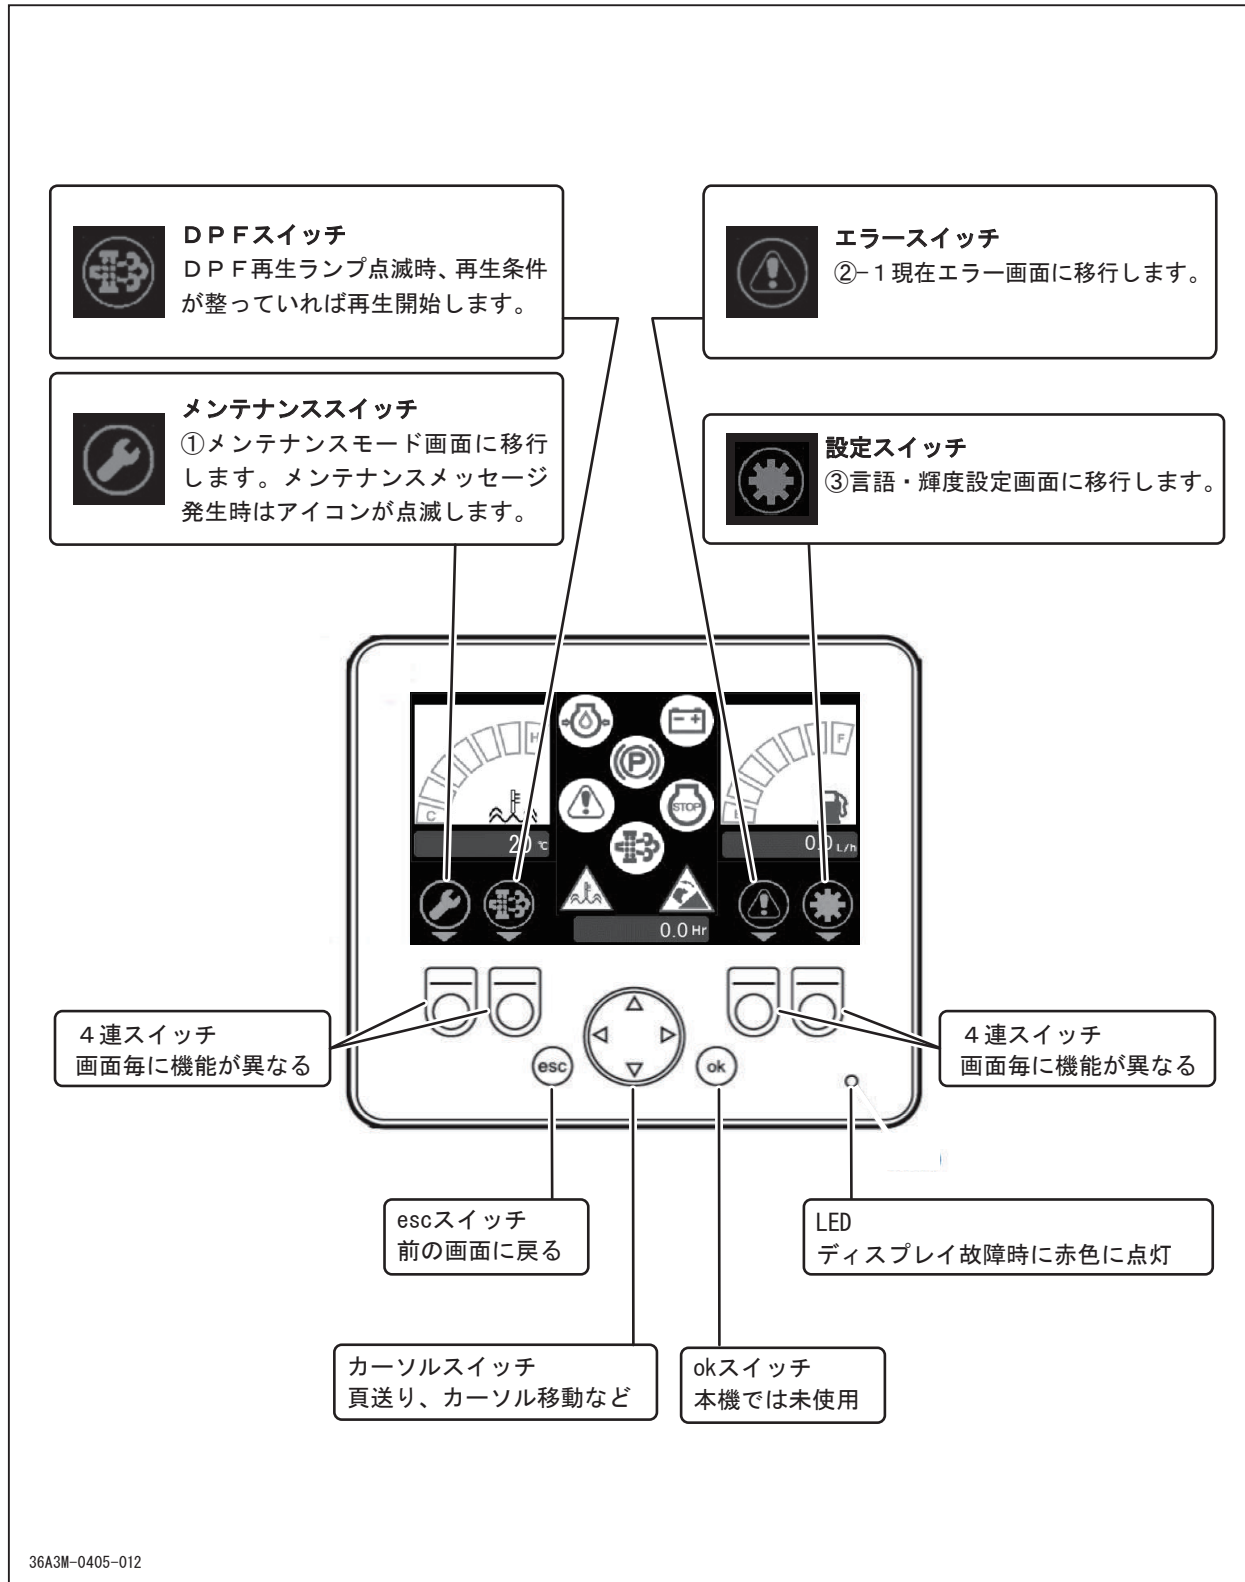 ＤＰＦスイッチ
ＤＰＦ再生ランプ点滅時、再生条件
が整っていれば再生開始します。
エラースイッチ
②-１現在エラー画面に移行します。
メンテナンススイッチ
①メンテナンスモード画面に移行
します。メンテナンスメッセージ
発生時はアイコンが点滅します。
設定スイッチ
③言語・輝度設定画面に移行します。
H
C
20 ℃
P
STOP
F
E
0.0 L/h
0.0 Hr
４連スイッチ
画面毎に機能が異なる
esc
ok
４連スイッチ
画面毎に機能が異なる
escスイッチ
前の画面に戻る
LED
ディスプレイ故障時に赤色に点灯
カーソルスイッチ
頁送り、カーソル移動など
okスイッチ
本機では未使用
36A3M-0405-012